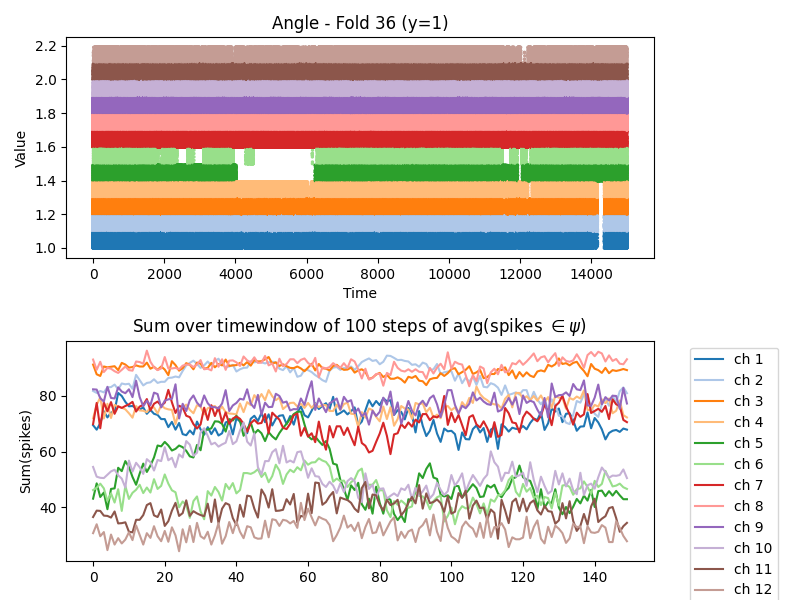 Angle - Fold 36 (y=1)
2.2
2.0
1.8
1.6
1.4
1.2
1.0
Value
0 2000 4000 6000 8000 10000 12000 14000
Time
Sum over timewindow of 100 steps of avg(spikes ∈ ψ)
80
60
40
Sum(spikes)
0 20 40 60 80 100 120 140
ch 1
ch 2
ch 3
ch 4
ch 5
ch 6
ch 7
ch 8
ch 9
ch 10
ch 11
ch 12